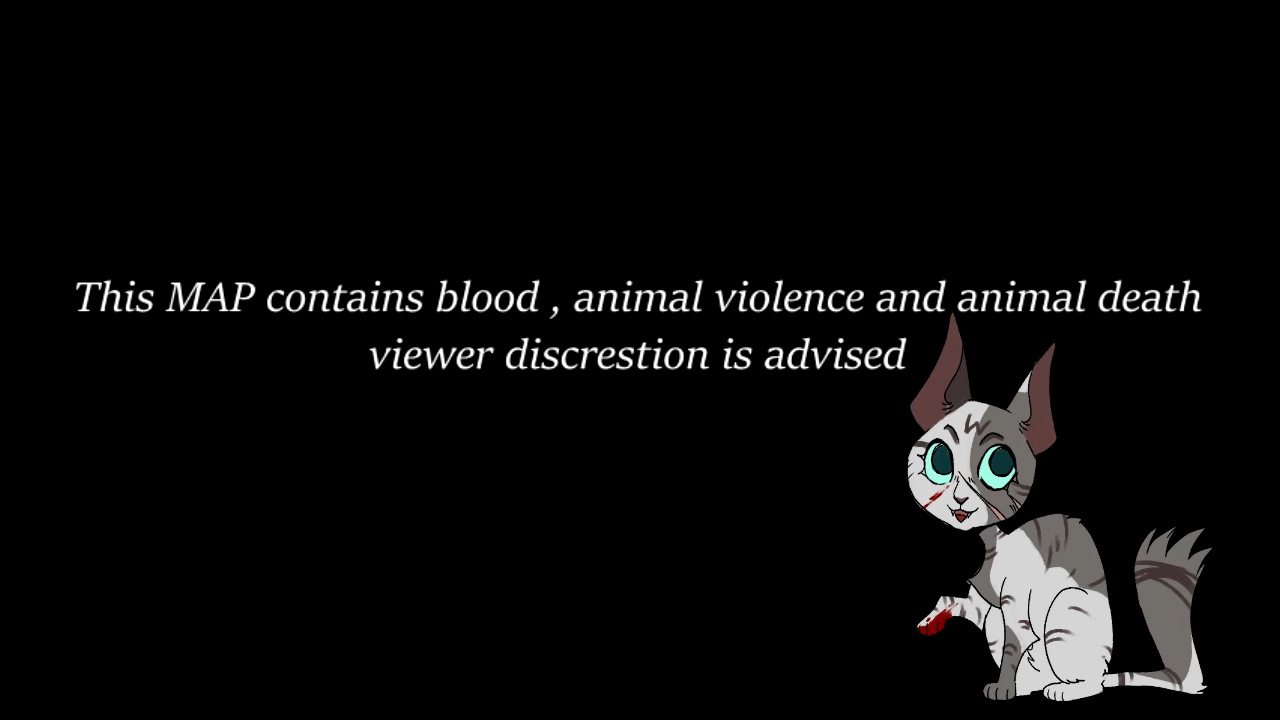 This MAP contains blood , animal violence and animal death
viewer discrestion is advised